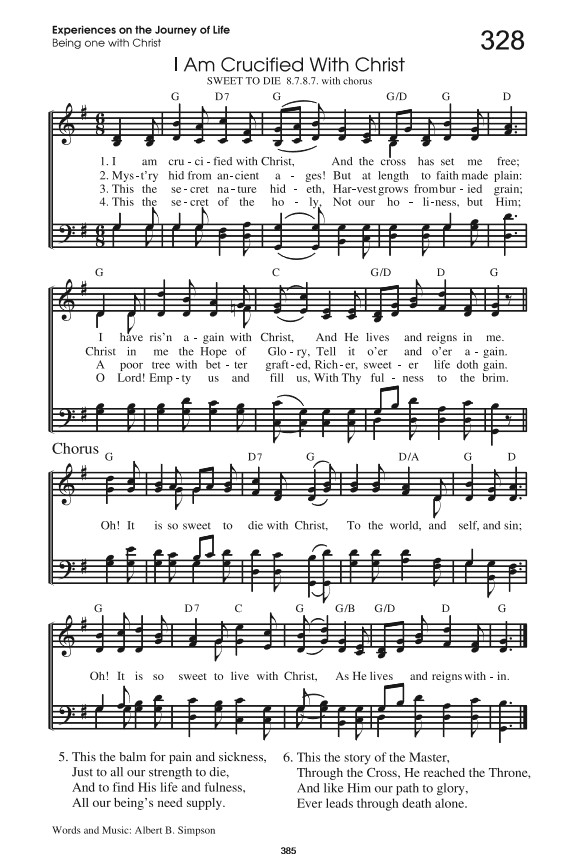 Experiences on the Journey of Life
Being one with Christ
328
I Am Crucified With Christ
SWEET TO DIE 8.7.8.7. with chorus
G D7 G G/D G D
1. I am cru - ci - fied with Christ, And the cross has set me free;
2. Mys-t'ry hid from an-cient a - ges! But at length to faith made plain:
3. This the se-cret na-ture hid - eth, Har-vest grows from bur-ied grain;
4. This the se-cret of the ho - ly, Not our ho - li-ness, but Him;
G C G/D D G
I have ris'n a - gain with Christ, And He lives and reigns in me.
Christ in me the Hope of Glo-ry, Tell it o'er and o'er a-gain.
A poor tree with bet - ter graft-ed, Rich-er, sweet-er life doth gain.
O Lord! Emp-ty us and fill us, With Thy ful - ness to the brim.
Chorus
G D7 G D/A G D
Oh! It is so sweet to die with Christ, To the world, and self, and sin;
G D7 C G G/B G/D D G
Oh! It is so sweet to live with Christ, As He lives and reigns with-in.
5. This the balm for pain and sickness,
Just to all our strength to die,
And to find His life and fulness,
All our being's need supply.
6. This the story of the Master,
Through the Cross, He reached the Throne,
And like Him our path to glory,
Ever leads through death alone.
Words and Music: Albert B. Simpson
385